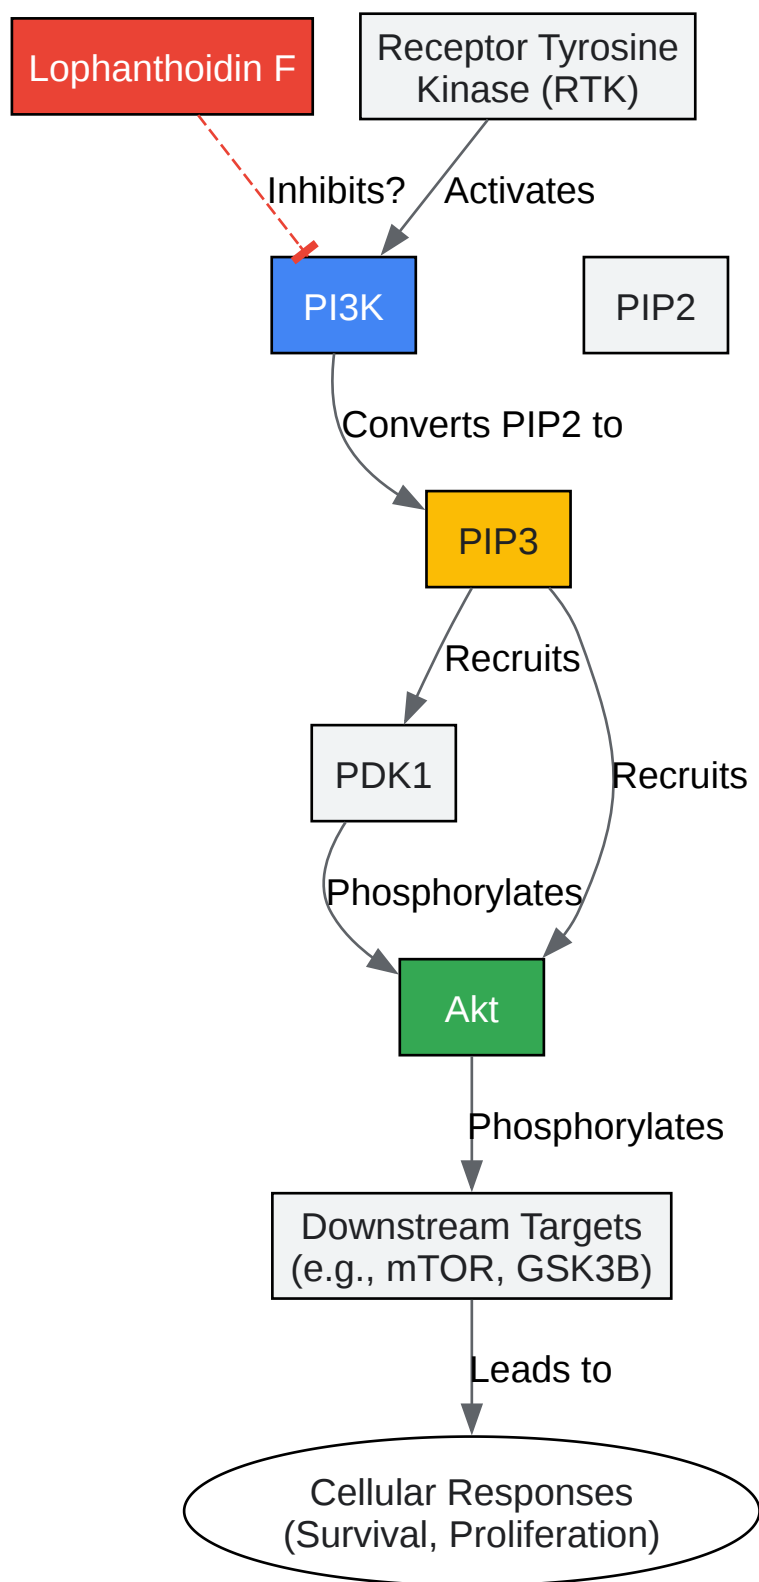 Lophanthoidin F
Receptor Tyrosine
Kinase (RTK)
Inhibits?
Activates
PI3K
PIP2
Converts PIP2 to
PIP3
Recruits
PDK1
Recruits
Phosphorylates
Akt
Phosphorylates
Downstream Targets
(e.g., mTOR, GSK3B)
Leads to
Cellular Responses
(Survival, Proliferation)